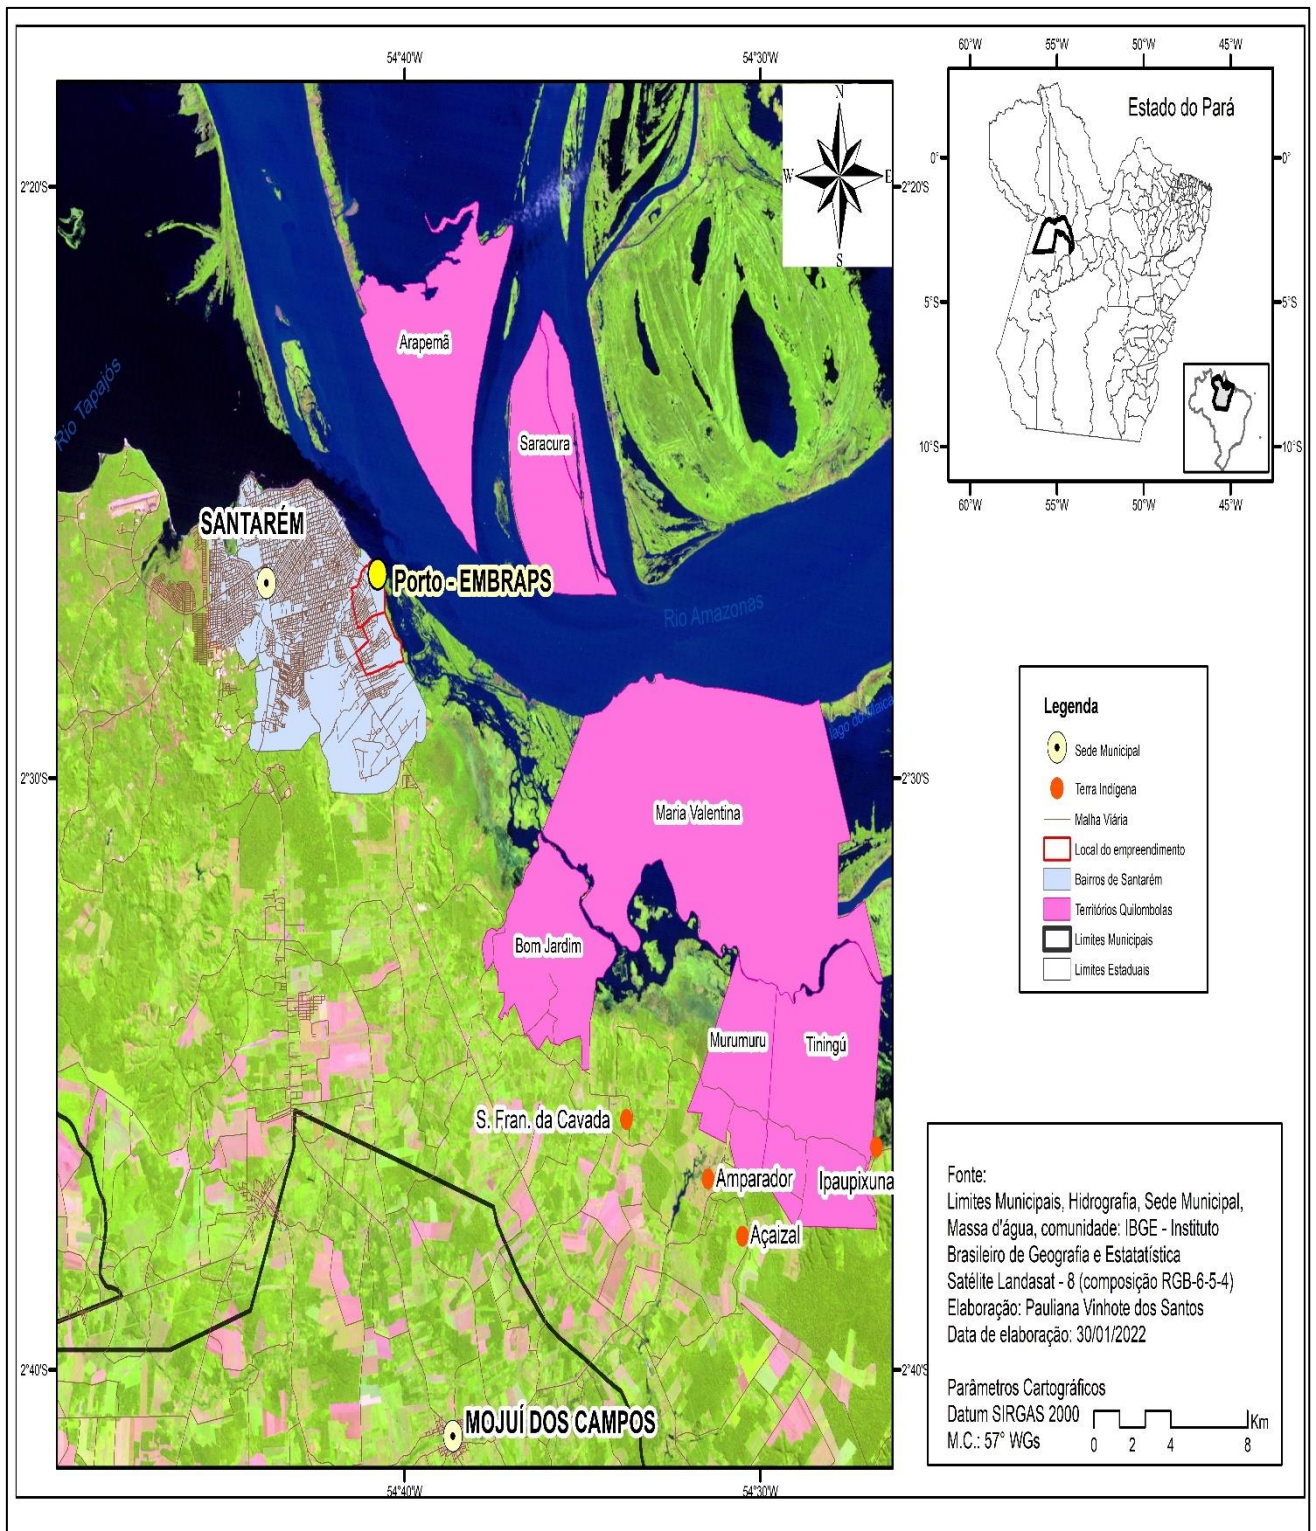 54°40'W
54°30'W
60°W
55°W
50°W
45°W
N
W
E
S
Estado do Pará
0°
0°
2°20'S
2°20'S
5°S
5°S
10°S
10°S
60°W
55°W
50°W
45°W
Arapemã
Rio Tapajós
Saracura
SANTARÉM
Porto - EMBRAPS
Rio Amazonas
lago do Maica
2°30'S
2°30'S
Maria Valentina
Bom Jardim
Murumuru
Tiningú
S. Fran. da Cavada
Amparador
Ipaupixuna
Açaizal
2°40'S
2°40'S
MOJUÍ DOS CAMPOS
54°40'W
54°30'W
Legenda
Sede Municipal
Terra Indígena
Malha Viária
Local do empreendimento
Bairros de Santarém
Territórios Quilombolas
Limites Municipais
Limites Estaduais
Fonte:
Limites Municipais, Hidrografia, Sede Municipal,
Massa d'água, comunidade: IBGE - Instituto
Brasileiro de Geografia e Estatatística
Satélite Landasat - 8 (composição RGB-6-5-4)
Elaboração: Pauliana Vinhote dos Santos
Data de elaboração: 30/01/2022
Parâmetros Cartográficos
Datum SIRGAS 2000
M.C.: 57° WGs
0 2 4 8
Km